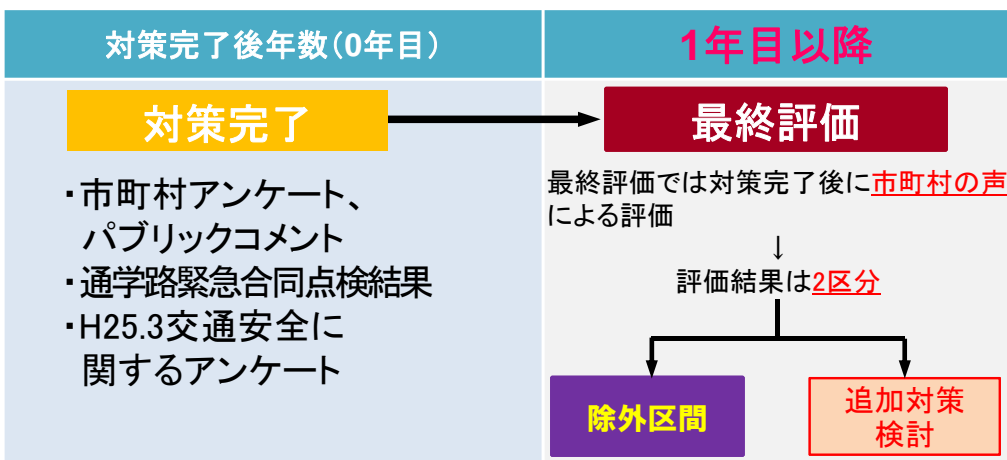 対策完了後年数(0年目)
1年目以降
対策完了
最終評価
・市町村アンケート、
パブリックコメント
・通学路緊急合同点検結果
・H25.3交通安全に
関するアンケート
最終評価では対策完了後に市町村の声
による評価
↓
評価結果は2区分
除外区間
追加対策
検討